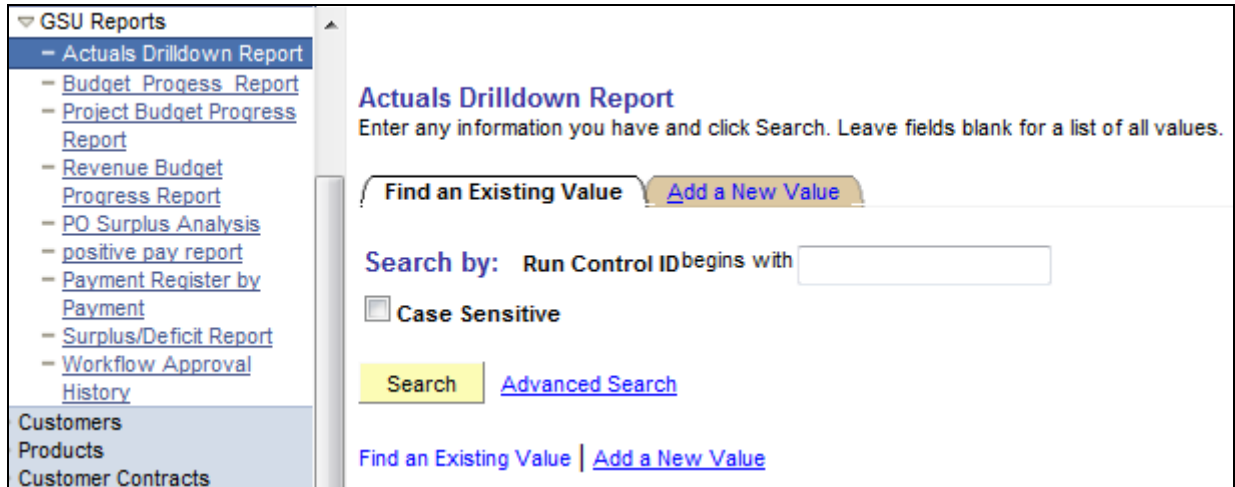 GSU Reports
– Actuals Drilldown Report
– Budget Progess Report
– Project Budget Progress
Report
– Revenue Budget
Progress Report
– PO Surplus Analysis
– positive pay report
– Payment Register by
Payment
– Surplus/Deficit Report
– Workflow Approval
History
Customers
Products
Customer Contracts
Actuals Drilldown Report
Enter any information you have and click Search. Leave fields blank for a list of all values.
Find an Existing Value Add a New Value
Search by: Run Control ID begins with
Case Sensitive
Search Advanced Search
Find an Existing Value | Add a New Value